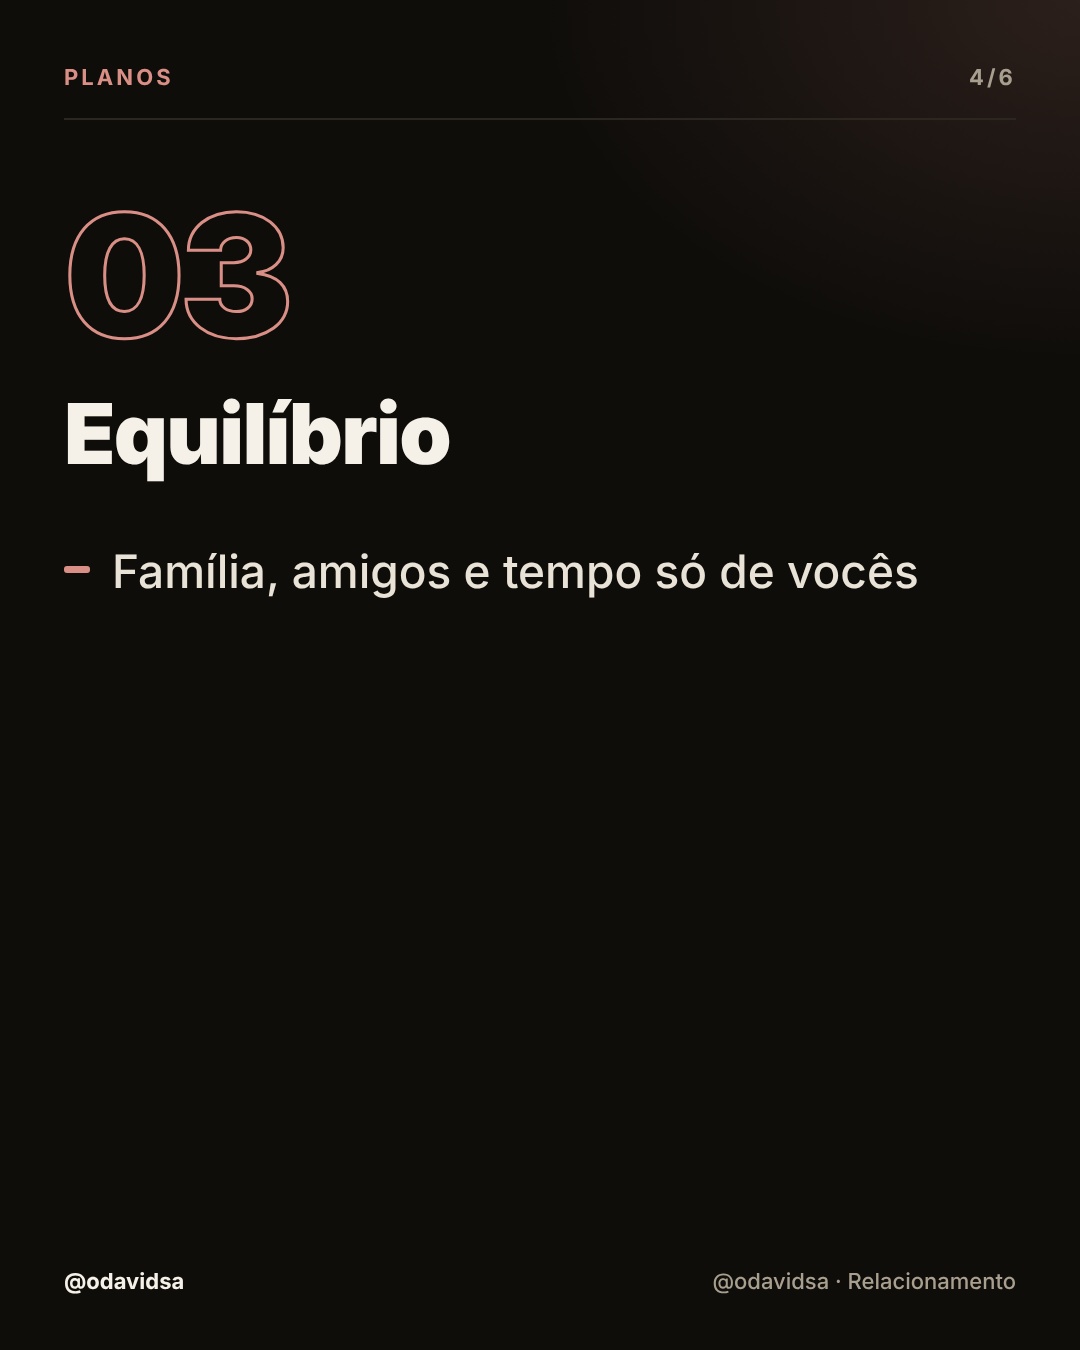 PLANOS
4/6
03
Equilíbrio
Família, amigos e tempo só de vocês
@odavidsa
@odavidsa · Relacionamento